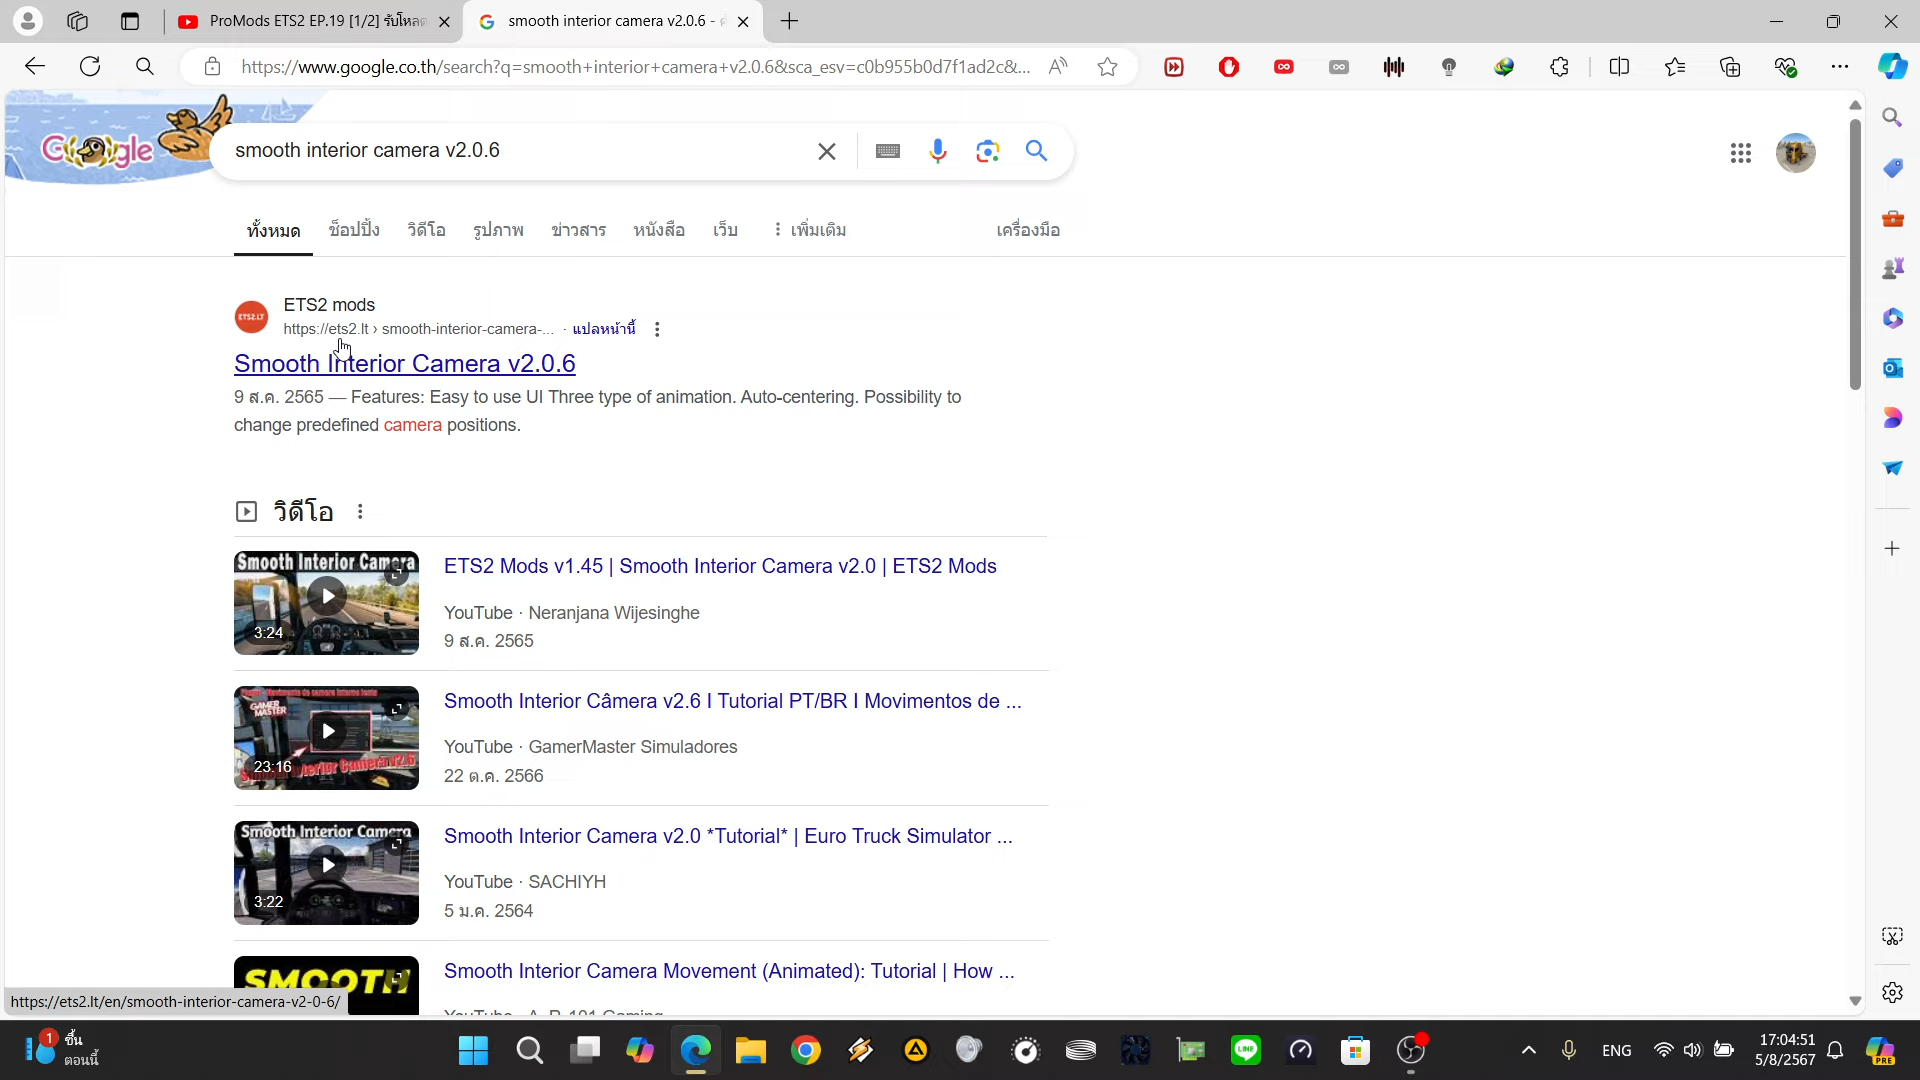 ProMods ETS2 EP.19 [1/2] รับโหลด
smooth interior camera v2.0.6 -
https://www.google.co.th/search?q=smooth+interior+camera+v2.0.6&sca_esv=c0b955b0d7f1ad2c&...
Google
smooth interior camera v2.0.6
ทั้งหมด ช็อปปิ้ง วิดีโอ รูปภาพ ข่าวสาร หนังสือ เว็บ เพิ่มเติม เครื่องมือ
ETS2.LT
ETS2 mods
https://ets2.lt › smooth-interior-camera-... · แปลหน้านี้
Smooth Interior Camera v2.0.6
9 ส.ค. 2565 — Features: Easy to use UI Three type of animation. Auto-centering. Possibility to
change predefined camera positions.
วิดีโอ
Smooth Interior Camera
3:24
ETS2 Mods v1.45 | Smooth Interior Camera v2.0 | ETS2 Mods
YouTube · Neranjana Wijesinghe
9 ส.ค. 2565
GAMER MASTER
23:16
Smooth Interior Câmera v2.6 I Tutorial PT/BR I Movimentos de ...
YouTube · GamerMaster Simuladores
22 ต.ค. 2566
Smooth Interior Camera
3:22
Smooth Interior Camera v2.0 *Tutorial* | Euro Truck Simulator ...
YouTube · SACHIYH
5 ม.ค. 2564
SMOOTH
Smooth Interior Camera Movement (Animated): Tutorial | How ...
https://ets2.lt/en/smooth-interior-camera-v2-0-6/
1
ชื้น
ตอนนี้
LINE
ENG
17:04:51
5/8/2567
PRE